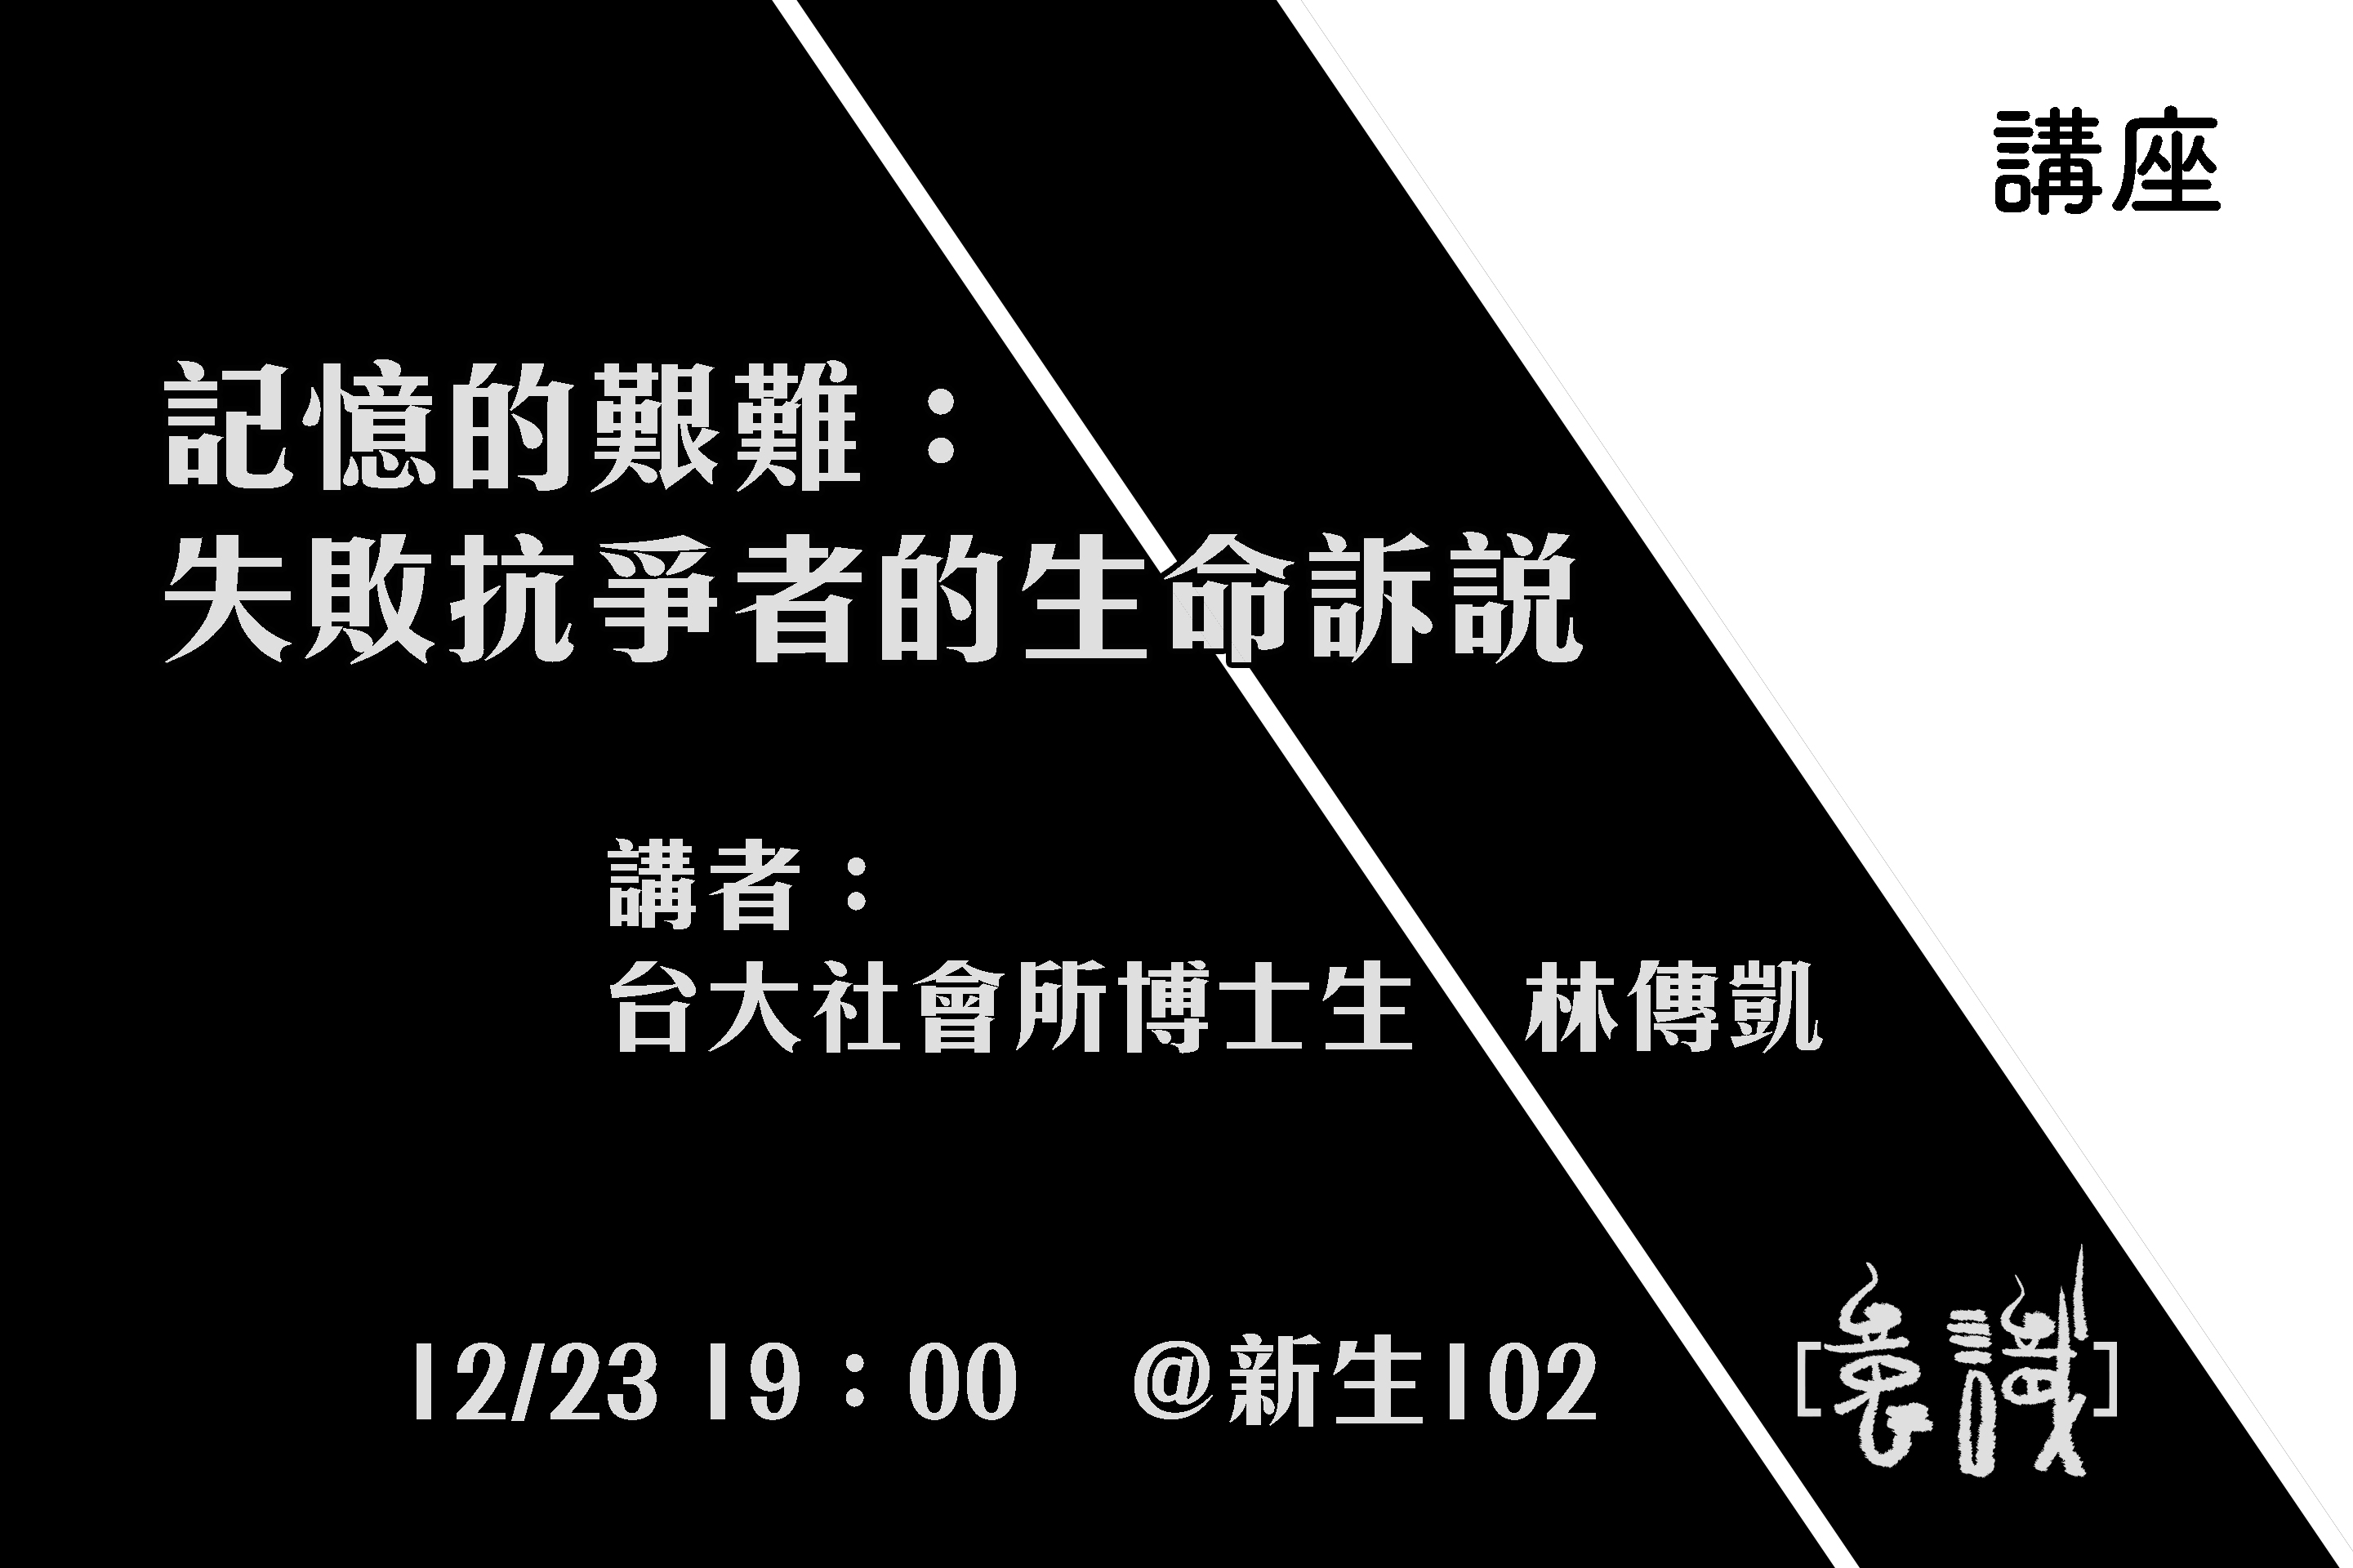 講座
記憶的艱難：
失敗抗爭者的生命訴說
講者：
台大社會所博士生 林傳凱
12/23 19：00 @新生102